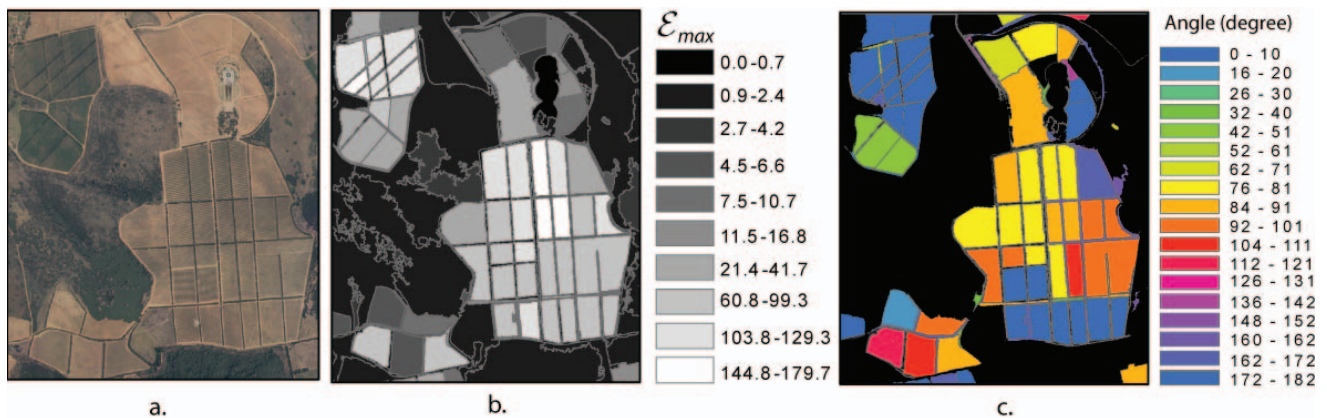 ℰmax
0.0-0.7
0.9-2.4
2.7-4.2
4.5-6.6
7.5-10.7
11.5-16.8
21.4-41.7
60.8-99.3
103.8-129.3
144.8-179.7
Angle (degree)
0 - 10
16 - 20
26 - 30
32 - 40
42 - 51
52 - 61
62 - 71
76 - 81
84 - 91
92 - 101
104 - 111
112 - 121
126 - 131
136 - 142
148 - 152
160 - 162
162 - 172
172 - 182
a.
b.
c.